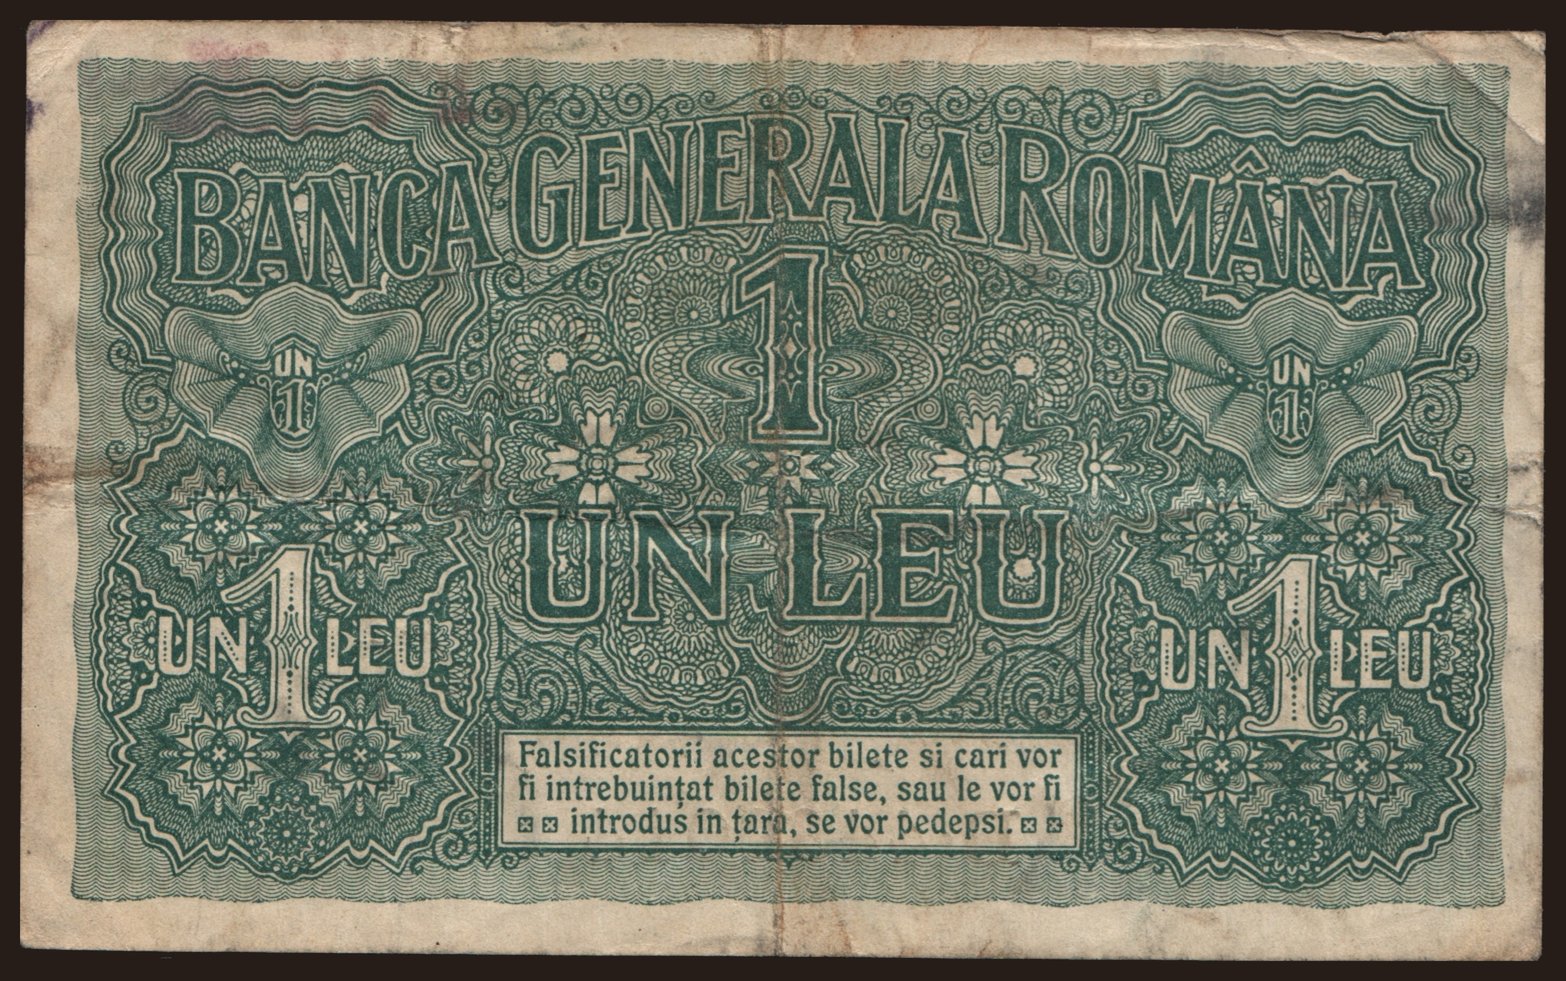 BANCA GENERALA ROMÂNA
1
UN
1
UN
1
UN LEU
UN 1 LEU
UN 1 LEU
Falsificatorii acestor bilete si cari vor
fi intrebuințat bilete false, sau le vor fi
introdus in țara, se vor pedepsi.